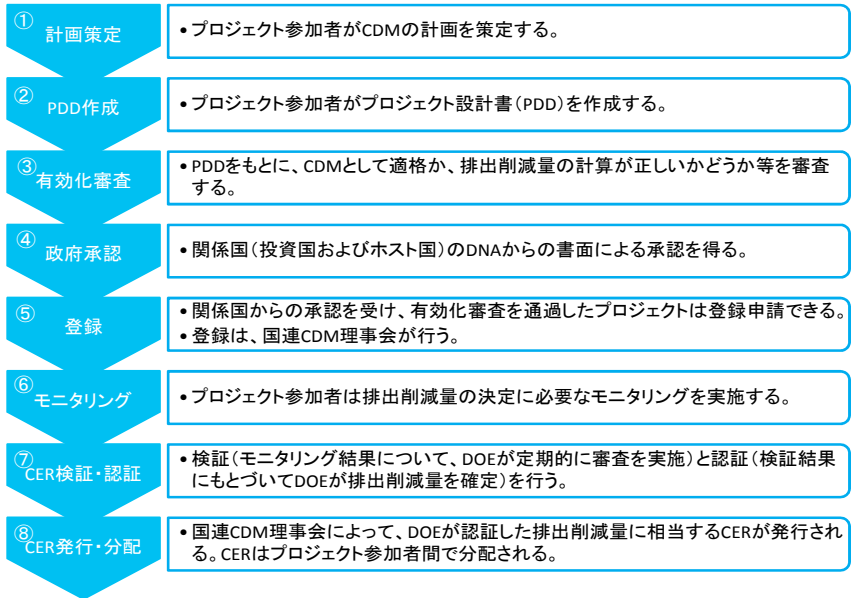 ①
計画策定
•プロジェクト参加者がCDMの計画を策定する。
②
PDD作成
•プロジェクト参加者がプロジェクト設計書(PDD)を作成する。
③
有効化審査
•PDDをもとに、CDMとして適格か、排出削減量の計算が正しいかどうか等を審査
する。
④
政府承認
•関係国(投資国およびホスト国)のDNAからの書面による承認を得る。
⑤
登録
•関係国からの承認を受け、有効化審査を通過したプロジェクトは登録申請できる。
•登録は、国連CDM理事会が行う。
⑥
モニタリング
•プロジェクト参加者は排出削減量の決定に必要なモニタリングを実施する。
⑦
CER検証・認証
•検証(モニタリング結果について、DOEが定期的に審査を実施)と認証(検証結果
にもとづいてDOEが排出削減量を確定)を行う。
⑧
CER発行・分配
•国連CDM理事会によって、DOEが認証した排出削減量に相当するCERが発行され
る。CERはプロジェクト参加者間で分配される。